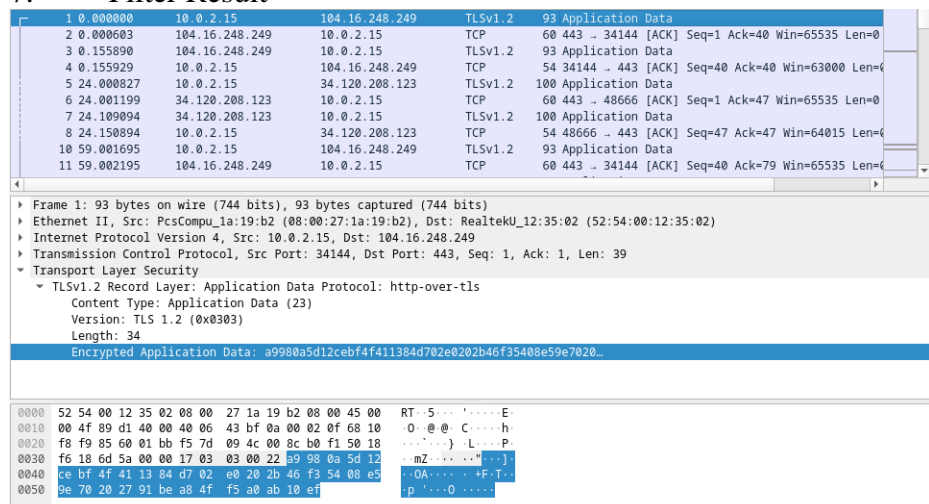 1 0.000000 10.0.2.15 104.16.248.249 TLSv1.2 93 Application Data
2 0.000603 104.16.248.249 10.0.2.15 TCP 60 443 → 34144 [ACK] Seq=1 Ack=40 Win=65535 Len=0
3 0.155890 104.16.248.249 10.0.2.15 TLSv1.2 93 Application Data
4 0.155929 10.0.2.15 104.16.248.249 TCP 54 34144 → 443 [ACK] Seq=40 Ack=40 Win=63000 Len=0
5 24.000827 10.0.2.15 34.120.208.123 TLSv1.2 100 Application Data
6 24.001199 34.120.208.123 10.0.2.15 TCP 60 443 → 48666 [ACK] Seq=1 Ack=47 Win=65535 Len=0
7 24.109094 34.120.208.123 10.0.2.15 TLSv1.2 100 Application Data
8 24.150894 10.0.2.15 34.120.208.123 TCP 54 48666 → 443 [ACK] Seq=47 Ack=47 Win=64015 Len=0
10 59.001695 10.0.2.15 104.16.248.249 TLSv1.2 93 Application Data
11 59.002195 104.16.248.249 10.0.2.15 TCP 60 443 → 34144 [ACK] Seq=40 Ack=79 Win=65535 Len=0
Frame 1: 93 bytes on wire (744 bits), 93 bytes captured (744 bits)
Ethernet II, Src: PcsCompu_1a:19:b2 (08:00:27:1a:19:b2), Dst: RealtekU_12:35:02 (52:54:00:12:35:02)
Internet Protocol Version 4, Src: 10.0.2.15, Dst: 104.16.248.249
Transmission Control Protocol, Src Port: 34144, Dst Port: 443, Seq: 1, Ack: 1, Len: 39
Transport Layer Security
TLSv1.2 Record Layer: Application Data Protocol: http-over-tls
Content Type: Application Data (23)
Version: TLS 1.2 (0x0303)
Length: 34
Encrypted Application Data: a9980a5d12cebf4f411384d702e0202b46f35408e59e7020…
0000 52 54 00 12 35 02 08 00 27 1a 19 b2 08 00 45 00 RT··5··· '·····E·
0010 00 4f 89 d1 40 00 40 06 43 bf 0a 00 02 0f 68 10 ·O··@·@· C·····h·
0020 f8 f9 85 60 01 bb f5 7d 09 4c 00 8c b0 f1 50 18 ···`···} ·L····P·
0030 f6 18 6d 5a 00 00 17 03 03 00 22 a9 98 0a 5d 12 ··mZ···· ··"···]·
0040 ce bf 4f 41 13 84 d7 02 e0 20 2b 46 f3 54 08 e5 ··OA···· · +F·T··
0050 9e 70 20 27 91 be a8 4f f5 a0 ab 10 ef ·p '···O ·····